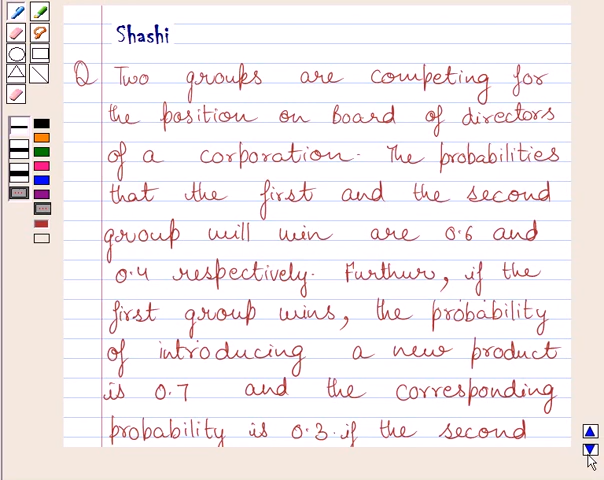 Shashi
Q Two groups are competing for
the position on Board of directors
of a corporation. The probabilities
that the first and the second
group will win are 0.6 and
0.4 respectively. Furthur, if the
first group wins, the probability
of introducing a new product
is 0.7 and the corresponding
probability is 0.3 if the second